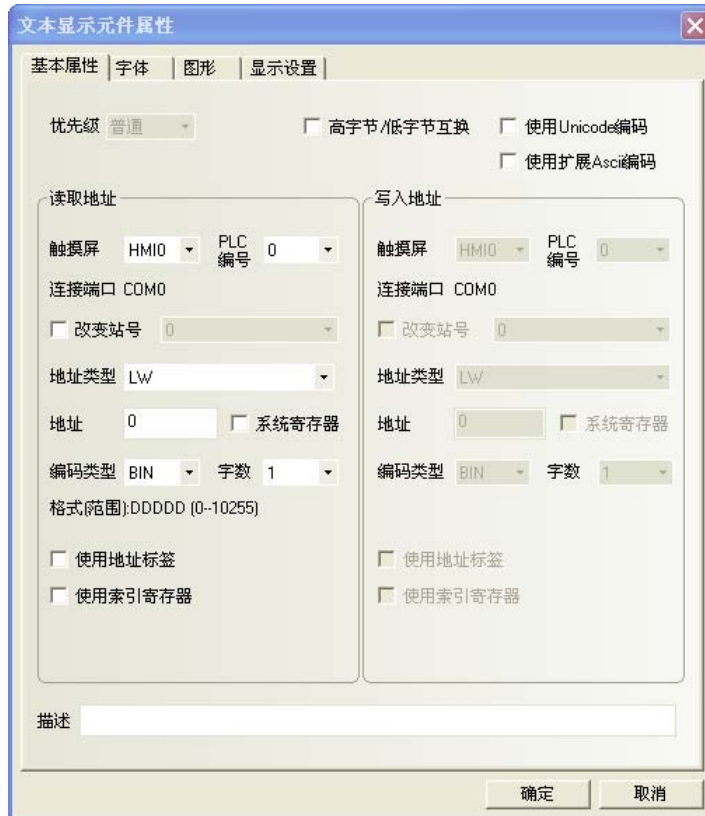 文本显示元件属性
基本属性 字体 图形 显示设置
优先级 普通 高字节/低字节互换 使用Unicode编码
使用扩展Ascii编码
读取地址 写入地址
触摸屏 HMI0 PLC编号 0 触摸屏 HMI0 PLC编号 0
连接端口 COM0 连接端口 COM0
改变站号 0 改变站号 0
地址类型 LW 地址类型 LW
地址 0 系统寄存器 地址 0 系统寄存器
编码类型 BIN 字数 1 编码类型 BIN 字数 1
格式(范围):DDDDD (0--10255)
使用地址标签 使用地址标签
使用索引寄存器 使用索引寄存器
描述
确定 取消